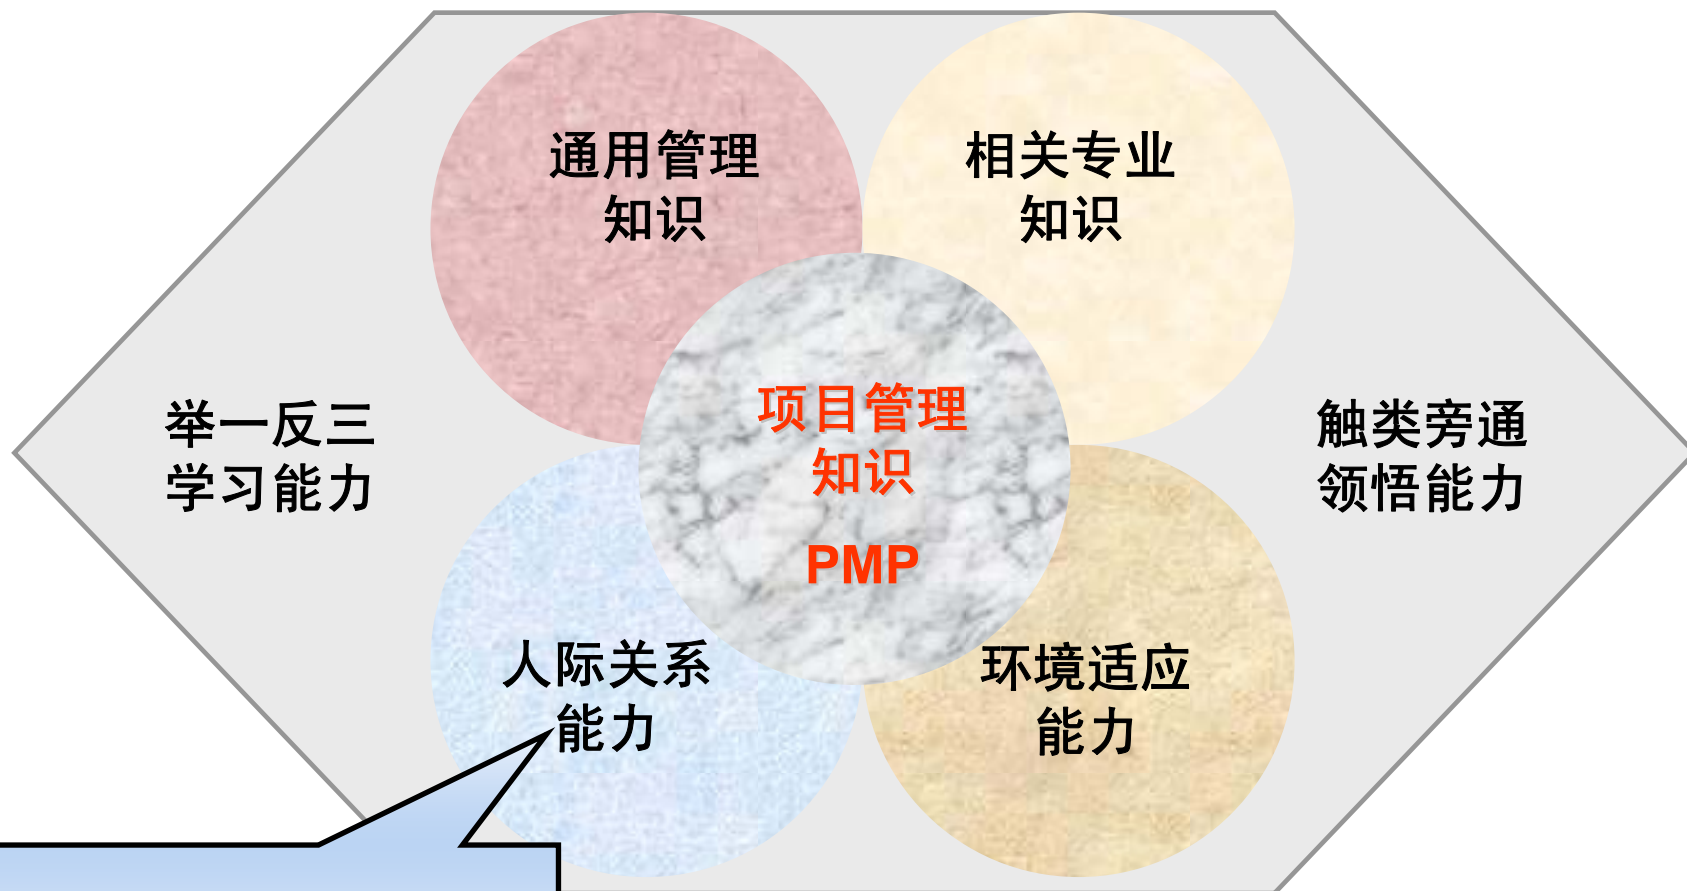 通用管理
知识
相关专业
知识
项目管理
知识
PMP
举一反三
学习能力
触类旁通
领悟能力
人际关系
能力
环境适应
能力